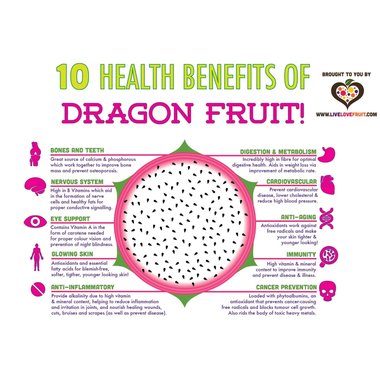 10 HEALTH BENEFITS OF
DRAGON FRUIT!
BROUGHT TO YOU BY
WWW.LIVELOVEFRUIT.COM
BONES AND TEETH
Great source of calcium & phosphorous
which work together to improve bone
mass and prevent osteoporosis.
NERVOUS SYSTEM
High in B Vitamins which aid
in the formation of nerve
cells and healthy fats for
proper conductive signalling.
EYE SUPPORT
Contains Vitamin A in the
form of carotene needed
for proper colour vision and
prevention of night blindness.
GLOWING SKIN
Antioxidants and essential
fatty acids for blemish-free,
softer, tighter, younger looking skin!
ANTI-INFLAMMATORY
Provide alkalinity due to high vitamin
& mineral content, helping to reduce inflammation
and irritation in joints, and nourish healing wounds,
cuts, bruises and scrapes (as well as prevent disease).
DIGESTION & METABOLISM
Incredibly high in fibre for optimal
digestive health. Aids in weight loss via
improvement of metabolic rate.
CARDIOVASCULAR
Prevent cardiovascular
disease, lower cholesterol &
reduce high blood pressure.
ANTI-AGING
Antioxidants work against
free radicals and make
your skin tighter &
younger looking!
IMMUNITY
High vitamin & mineral
content to improve immunity
and prevent disease & illness.
CANCER PREVENTION
Loaded with phytoalbumins, an
antioxidant that prevents cancer-causing
free radicals and blocks tumour cell growth.
Also rids the body of toxic heavy metals.